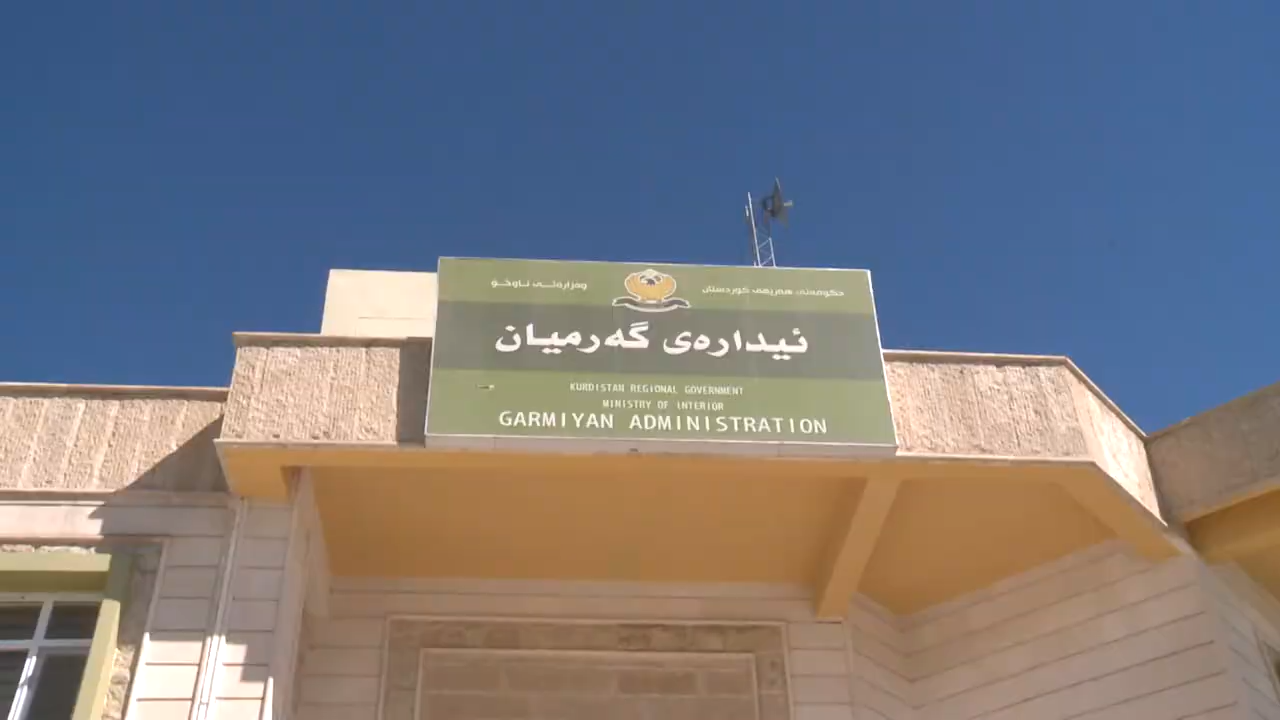 حکومەتی هەرێمی کوردستان
وەزارەتی ناوخۆ
ئیدارەی گەرمیان
KURDISTAN REGIONAL GOVERNMENT
MINISTRY OF INTERIOR
GARMIYAN ADMINISTRATION